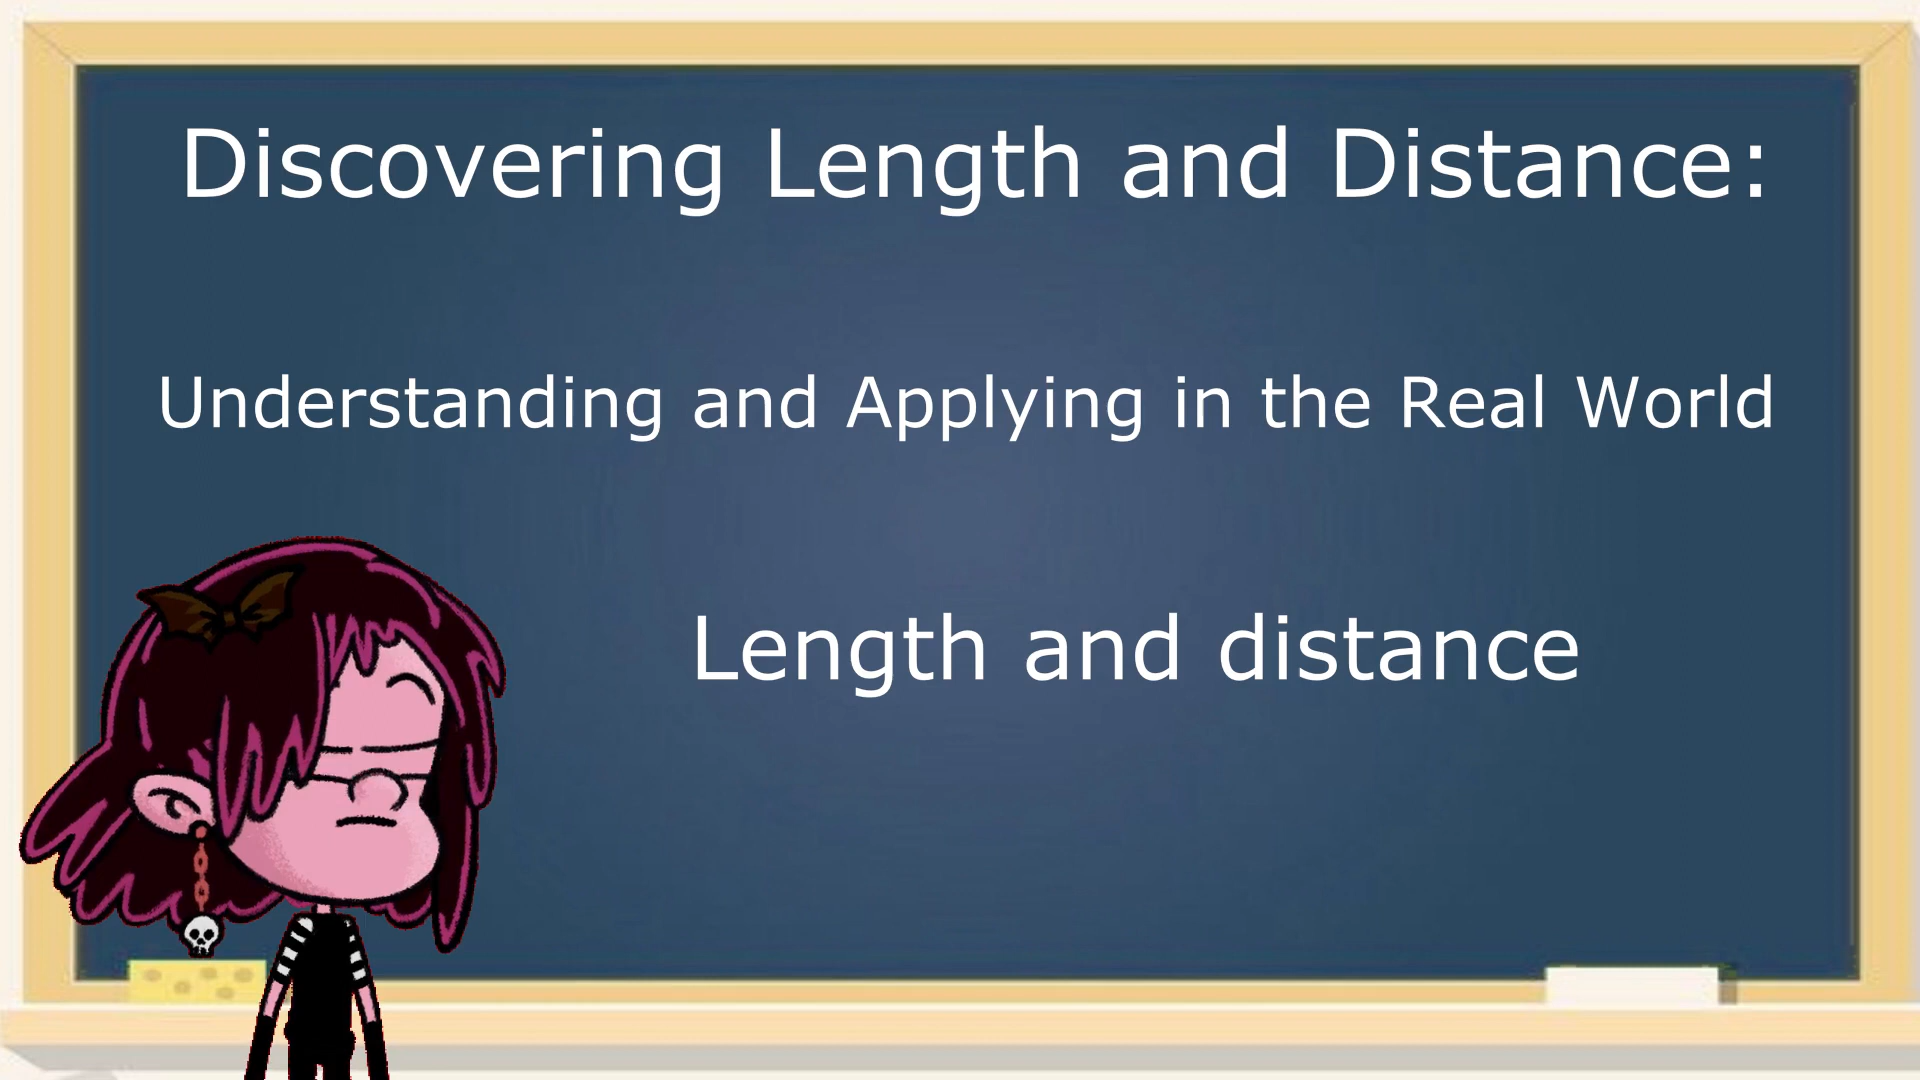 Discovering Length and Distance:
Understanding and Applying in the Real World
Length and distance